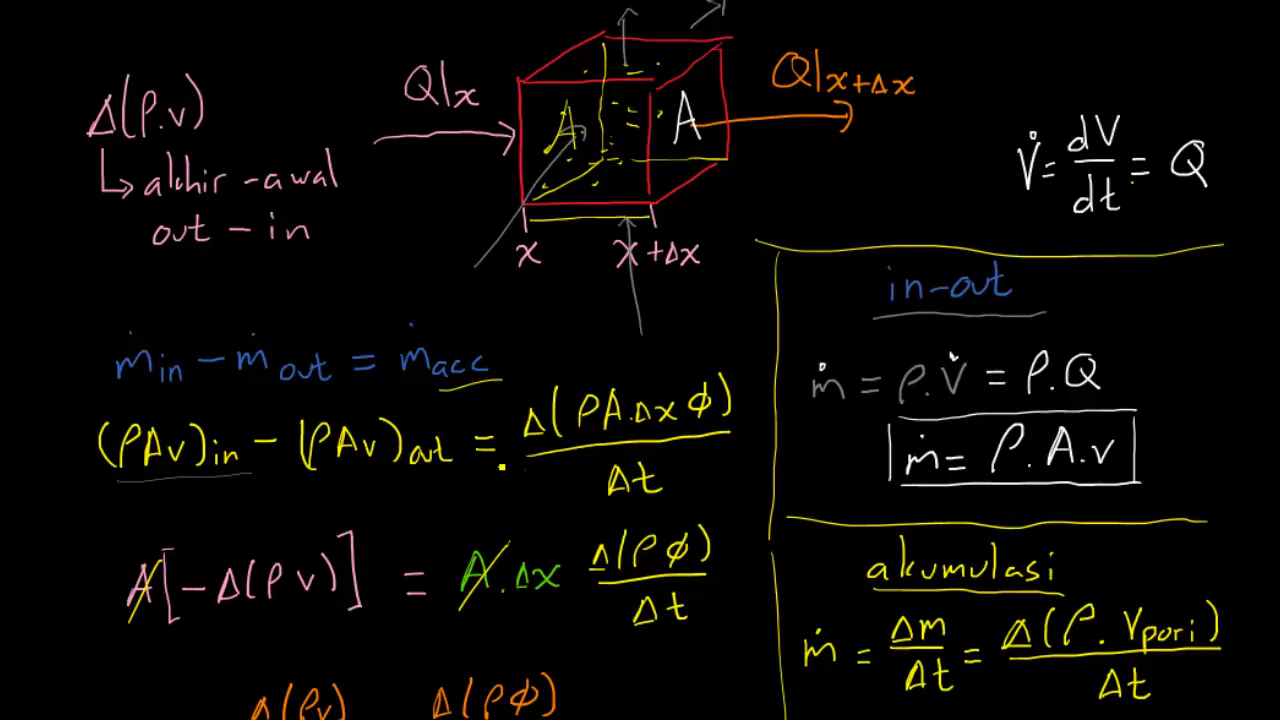 Δ(ρ.v)
↳ akhir - awal
out - in
Q|x
A
A
Q|x+Δx
x
x+Δx
V̇ = dV/dt = Q
ṁin - ṁout = ṁacc
(ρAv)in - (ρAv)out = Δ(ρA.Δxϕ)/Δt
A[-Δ(ρv)] = A.Δx Δ(ρϕ)/Δt
Δ(ρv) Δ(ρϕ)
in-out
ṁ = ρ.V̇ = ρ.Q
ṁ = ρ.A.v
akumulasi
ṁ = Δm/Δt = Δ(ρ.Vpori)/Δt